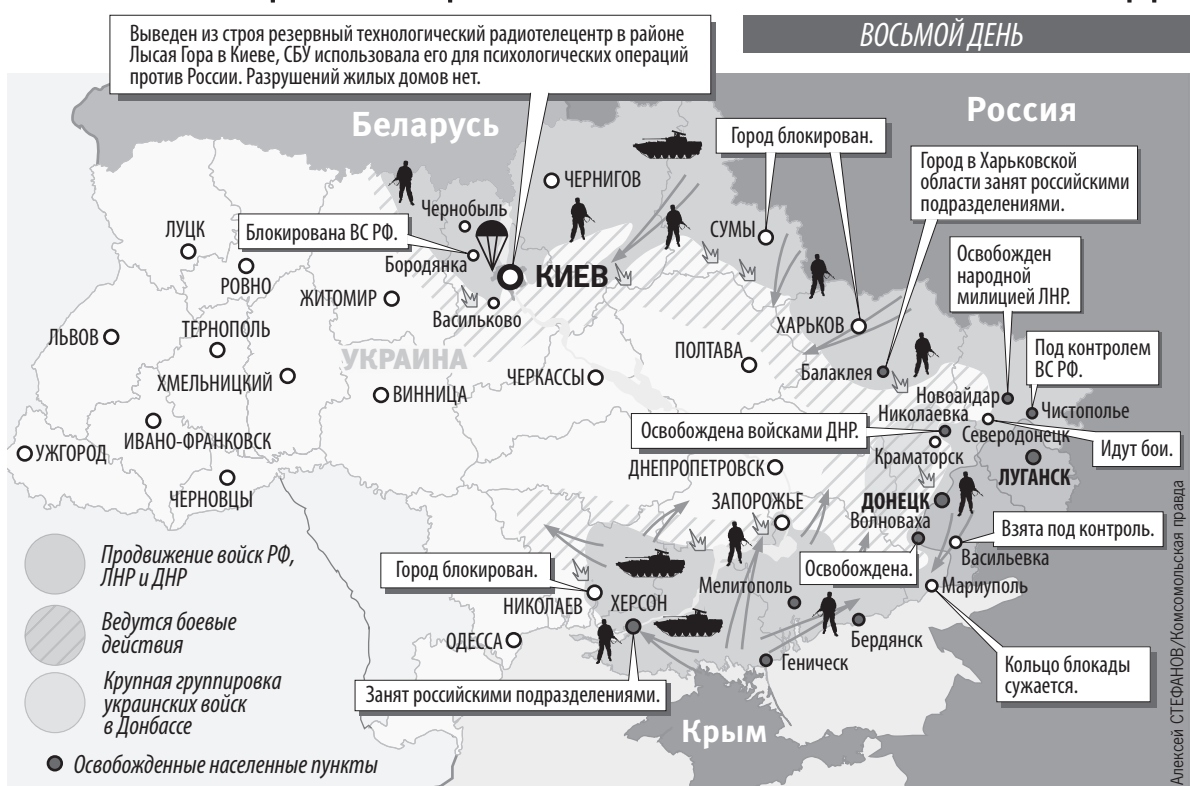 Выведен из строя резервный технологический радиотелецентр в районе
Лысая Гора в Киеве, СБУ использовала его для психологических операций
против России. Разрушений жилых домов нет.
ВОСЬМОЙ ДЕНЬ
Беларусь
Россия
Город блокирован.
Город в Харьковской
области занят российскими
подразделениями.
ЧЕРНИГОВ
Чернобыль
СУМЫ
ЛУЦК
Блокирована ВС РФ.
Бородянка
КИЕВ
Освобожден
народной
милицией ЛНР.
РОВНО
ЖИТОМИР
Васильково
ХАРЬКОВ
ЛЬВОВ
ТЕРНОПОЛЬ
УКРАИНА
ПОЛТАВА
Балаклея
Под контролем
ВС РФ.
ХМЕЛЬНИЦКИЙ
ВИННИЦА
ЧЕРКАССЫ
Новоайдар
Николаевка
Чистополье
ИВАНО-ФРАНКОВСК
Освобождена войсками ДНР.
Северодонецк
Краматорск
Идут бои.
УЖГОРОД
ЧЕРНОВЦЫ
ДНЕПРОПЕТРОВСК
ЛУГАНСК
ЗАПОРОЖЬЕ
ДОНЕЦК
Волноваха
Взята под контроль.
Васильевка
Продвижение войск РФ,
ЛНР и ДНР
Город блокирован.
Освобождена.
Мелитополь
Мариуполь
НИКОЛАЕВ
ХЕРСОН
Ведутся боевые
действия
ОДЕССА
Бердянск
Геническ
Кольцо блокады
сужается.
Крупная группировка
украинских войск
в Донбассе
Занят российскими подразделениями.
Крым
Освобожденные населенные пункты
Алексей СТЕФАНОВ/Комсомольская правда